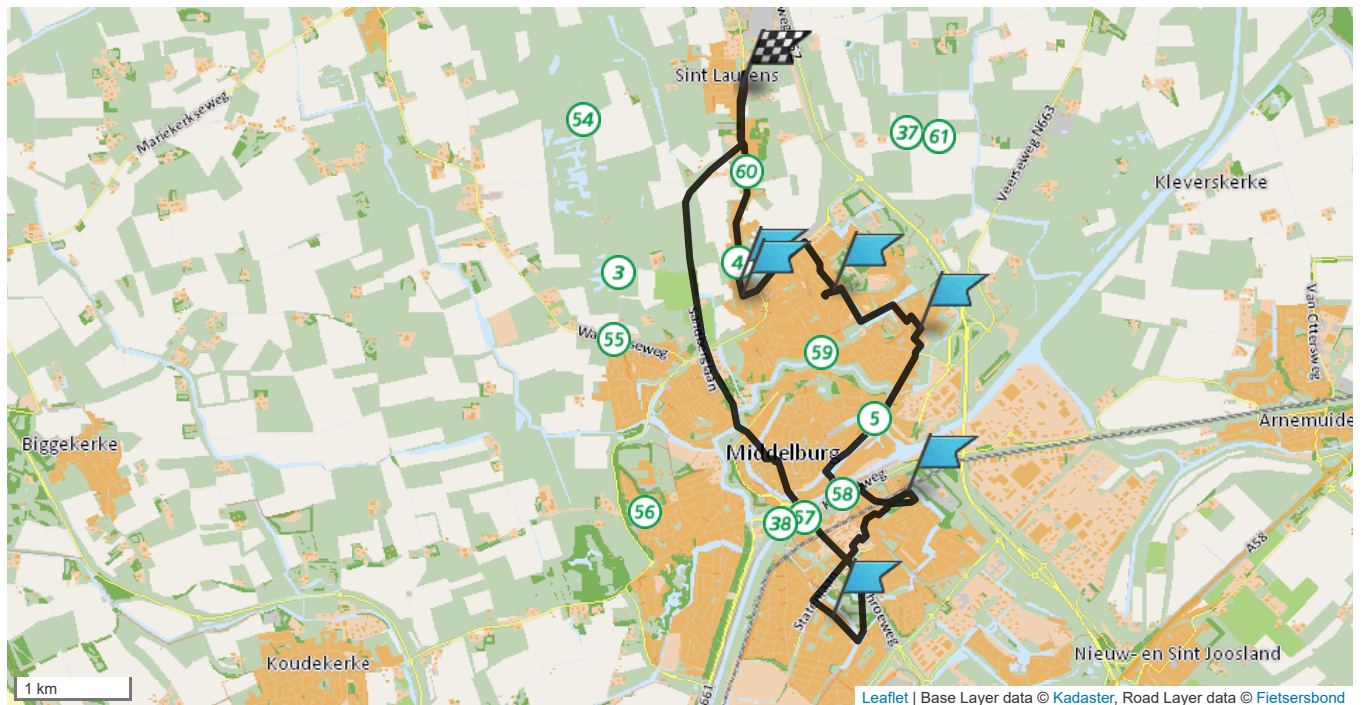 Sint Laurens
54
Mariekerkseweg
37
61
Veerseweg N663
60
Kleverskerke
4
3
55
59
Van Cittersweg
5
Arnemuide
Biggekerke
Middelburg
58
56
38
57
A58
Koudekerke
Nieuw- en Sint Joosland
1 km
Leaflet | Base Layer data © Kadaster, Road Layer data © Fietsersbond